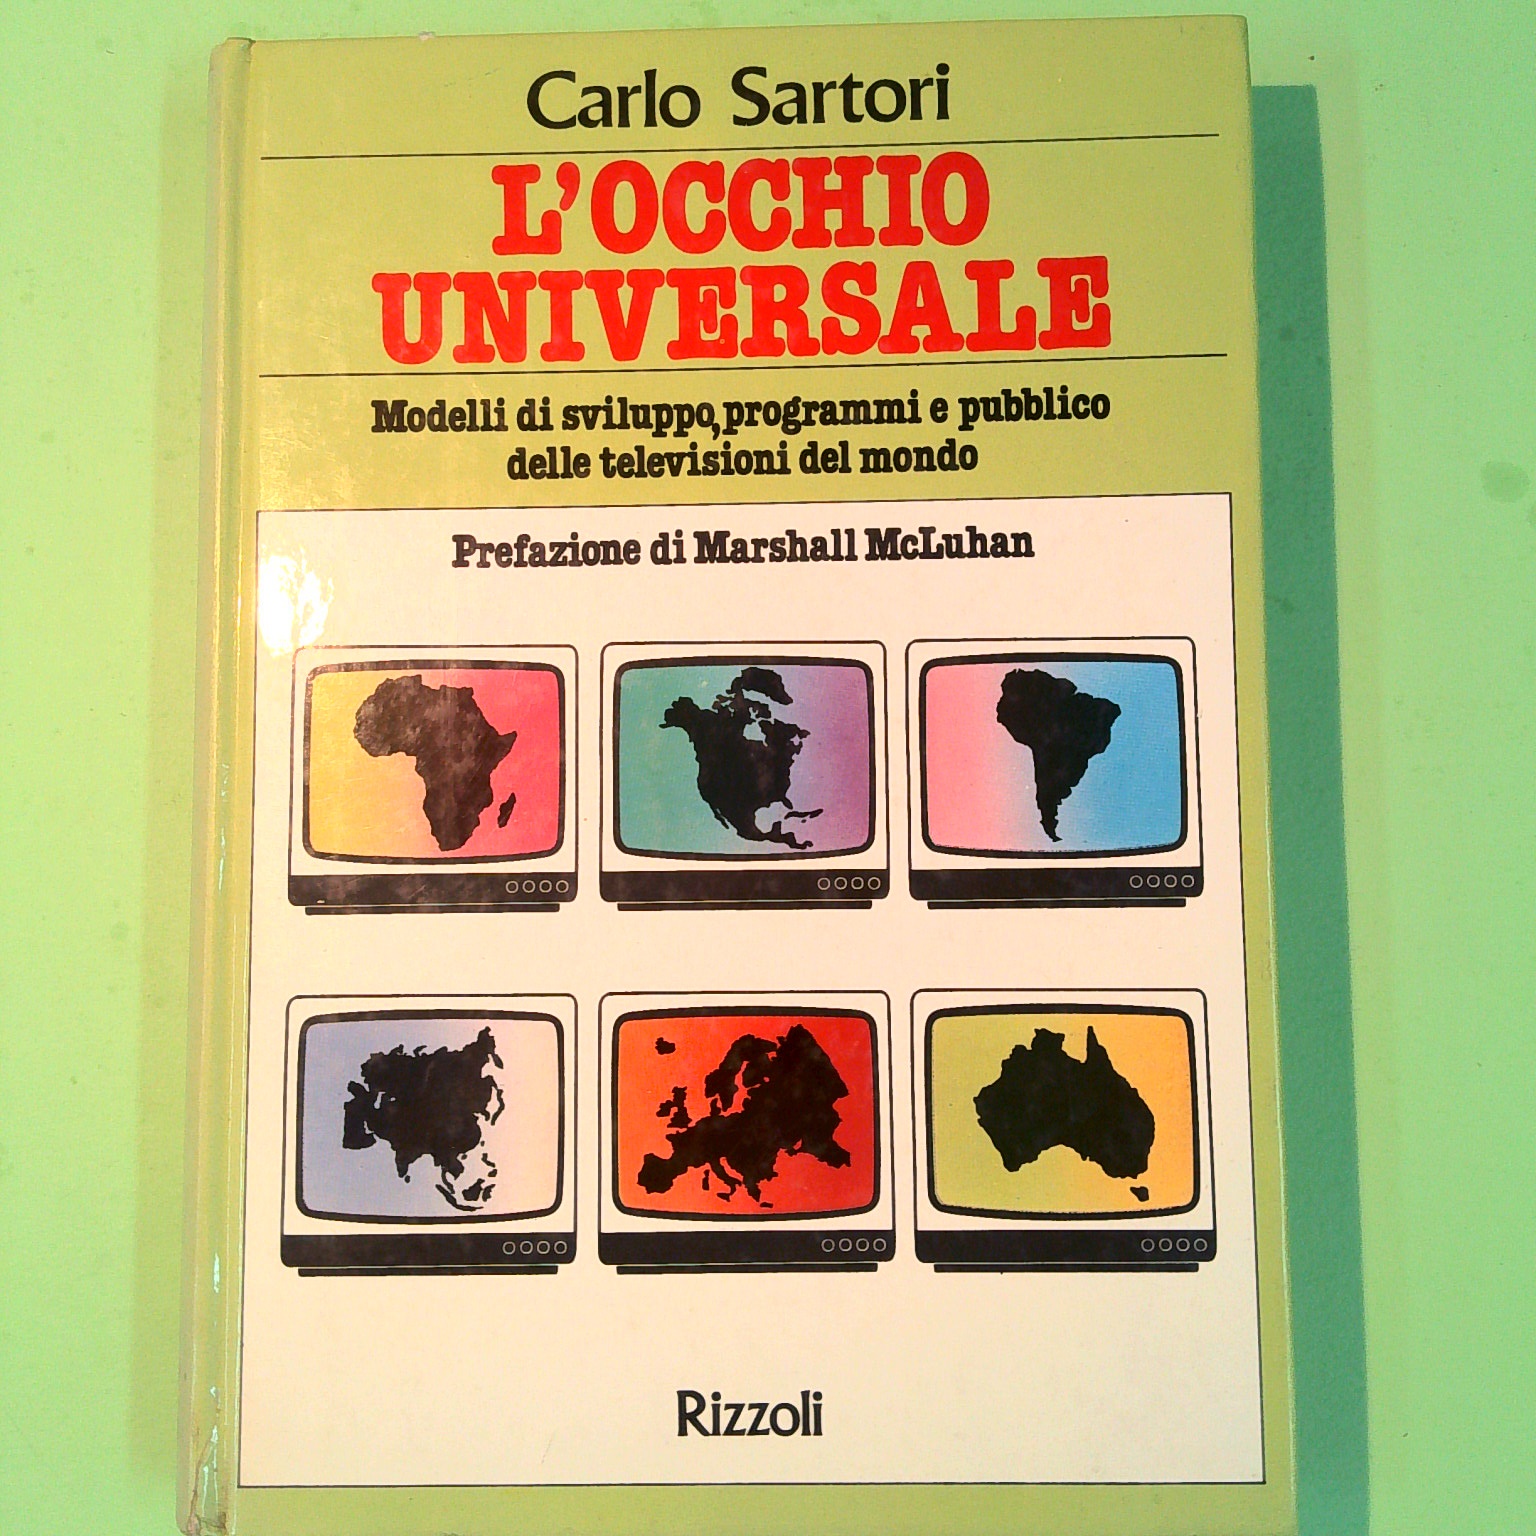 Carlo Sartori
L'OCCHIO
UNIVERSALE
Modelli di sviluppo, programmi e pubblico
delle televisioni del mondo
Prefazione di Marshall McLuhan
Rizzoli